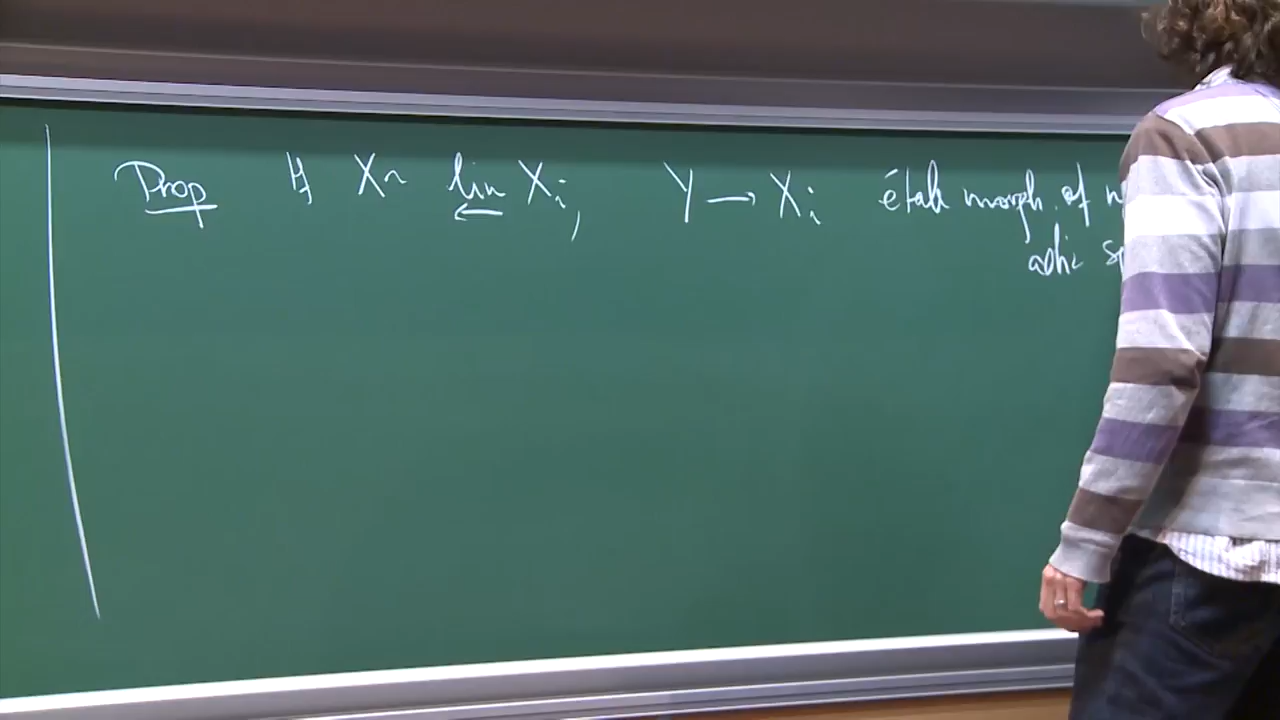 Prop If X ~ lim X_i, Y → X_i étale morph. of
← adic